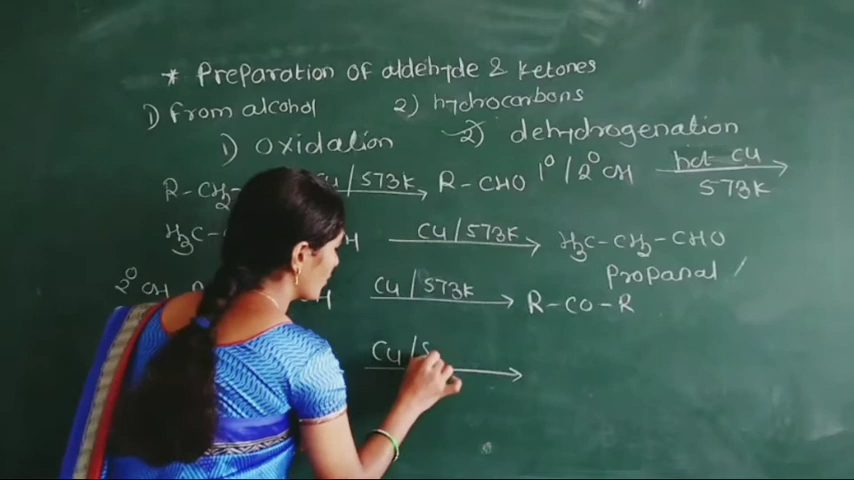 * Preparation of aldehyde & Ketones
1) from alcohol 2) hydrocarbons
1) oxidation 2) dehydrogenation
R-CH2- Cu/573K R-CHO 1°/2° OH hot Cu 573K
H3C- H Cu/573K H3C-CH2-CHO
Propanal
2° OH Cu/573K R-CO-R
Cu/5